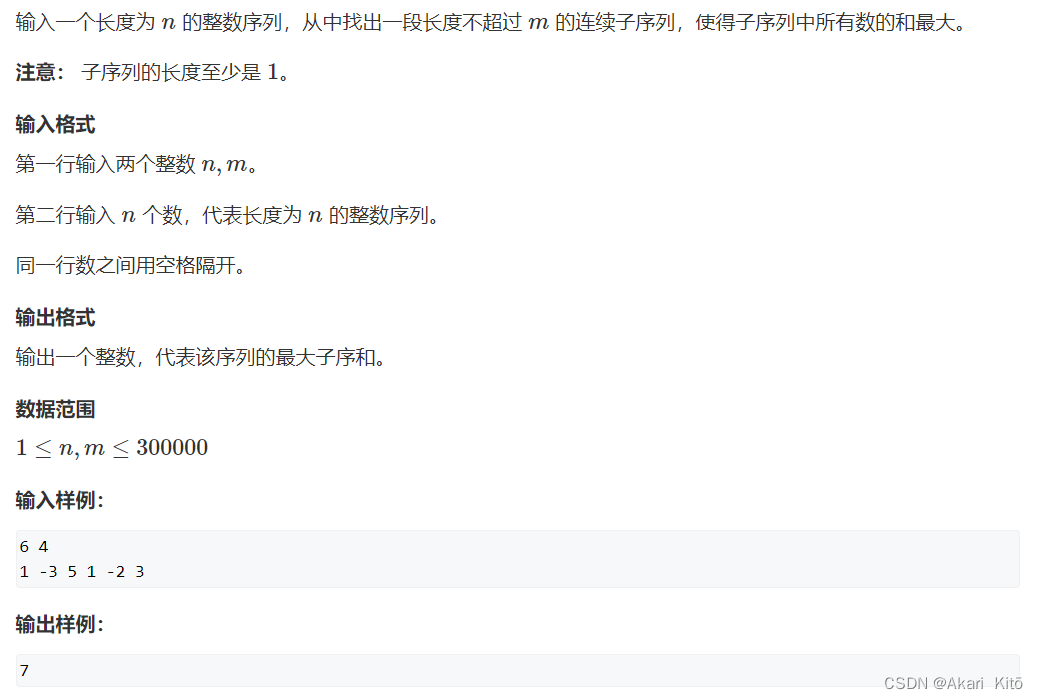 输入一个长度为 n 的整数序列，从中找出一段长度不超过 m 的连续子序列，使得子序列中所有数的和最大。
注意： 子序列的长度至少是 1。
输入格式
第一行输入两个整数 n, m。
第二行输入 n 个数，代表长度为 n 的整数序列。
同一行数之间用空格隔开。
输出格式
输出一个整数，代表该序列的最大子序和。
数据范围
1 ≤ n, m ≤ 300000
输入样例：
6 4
1 -3 5 1 -2 3
输出样例：
7
CSDN @Akari_Kitō